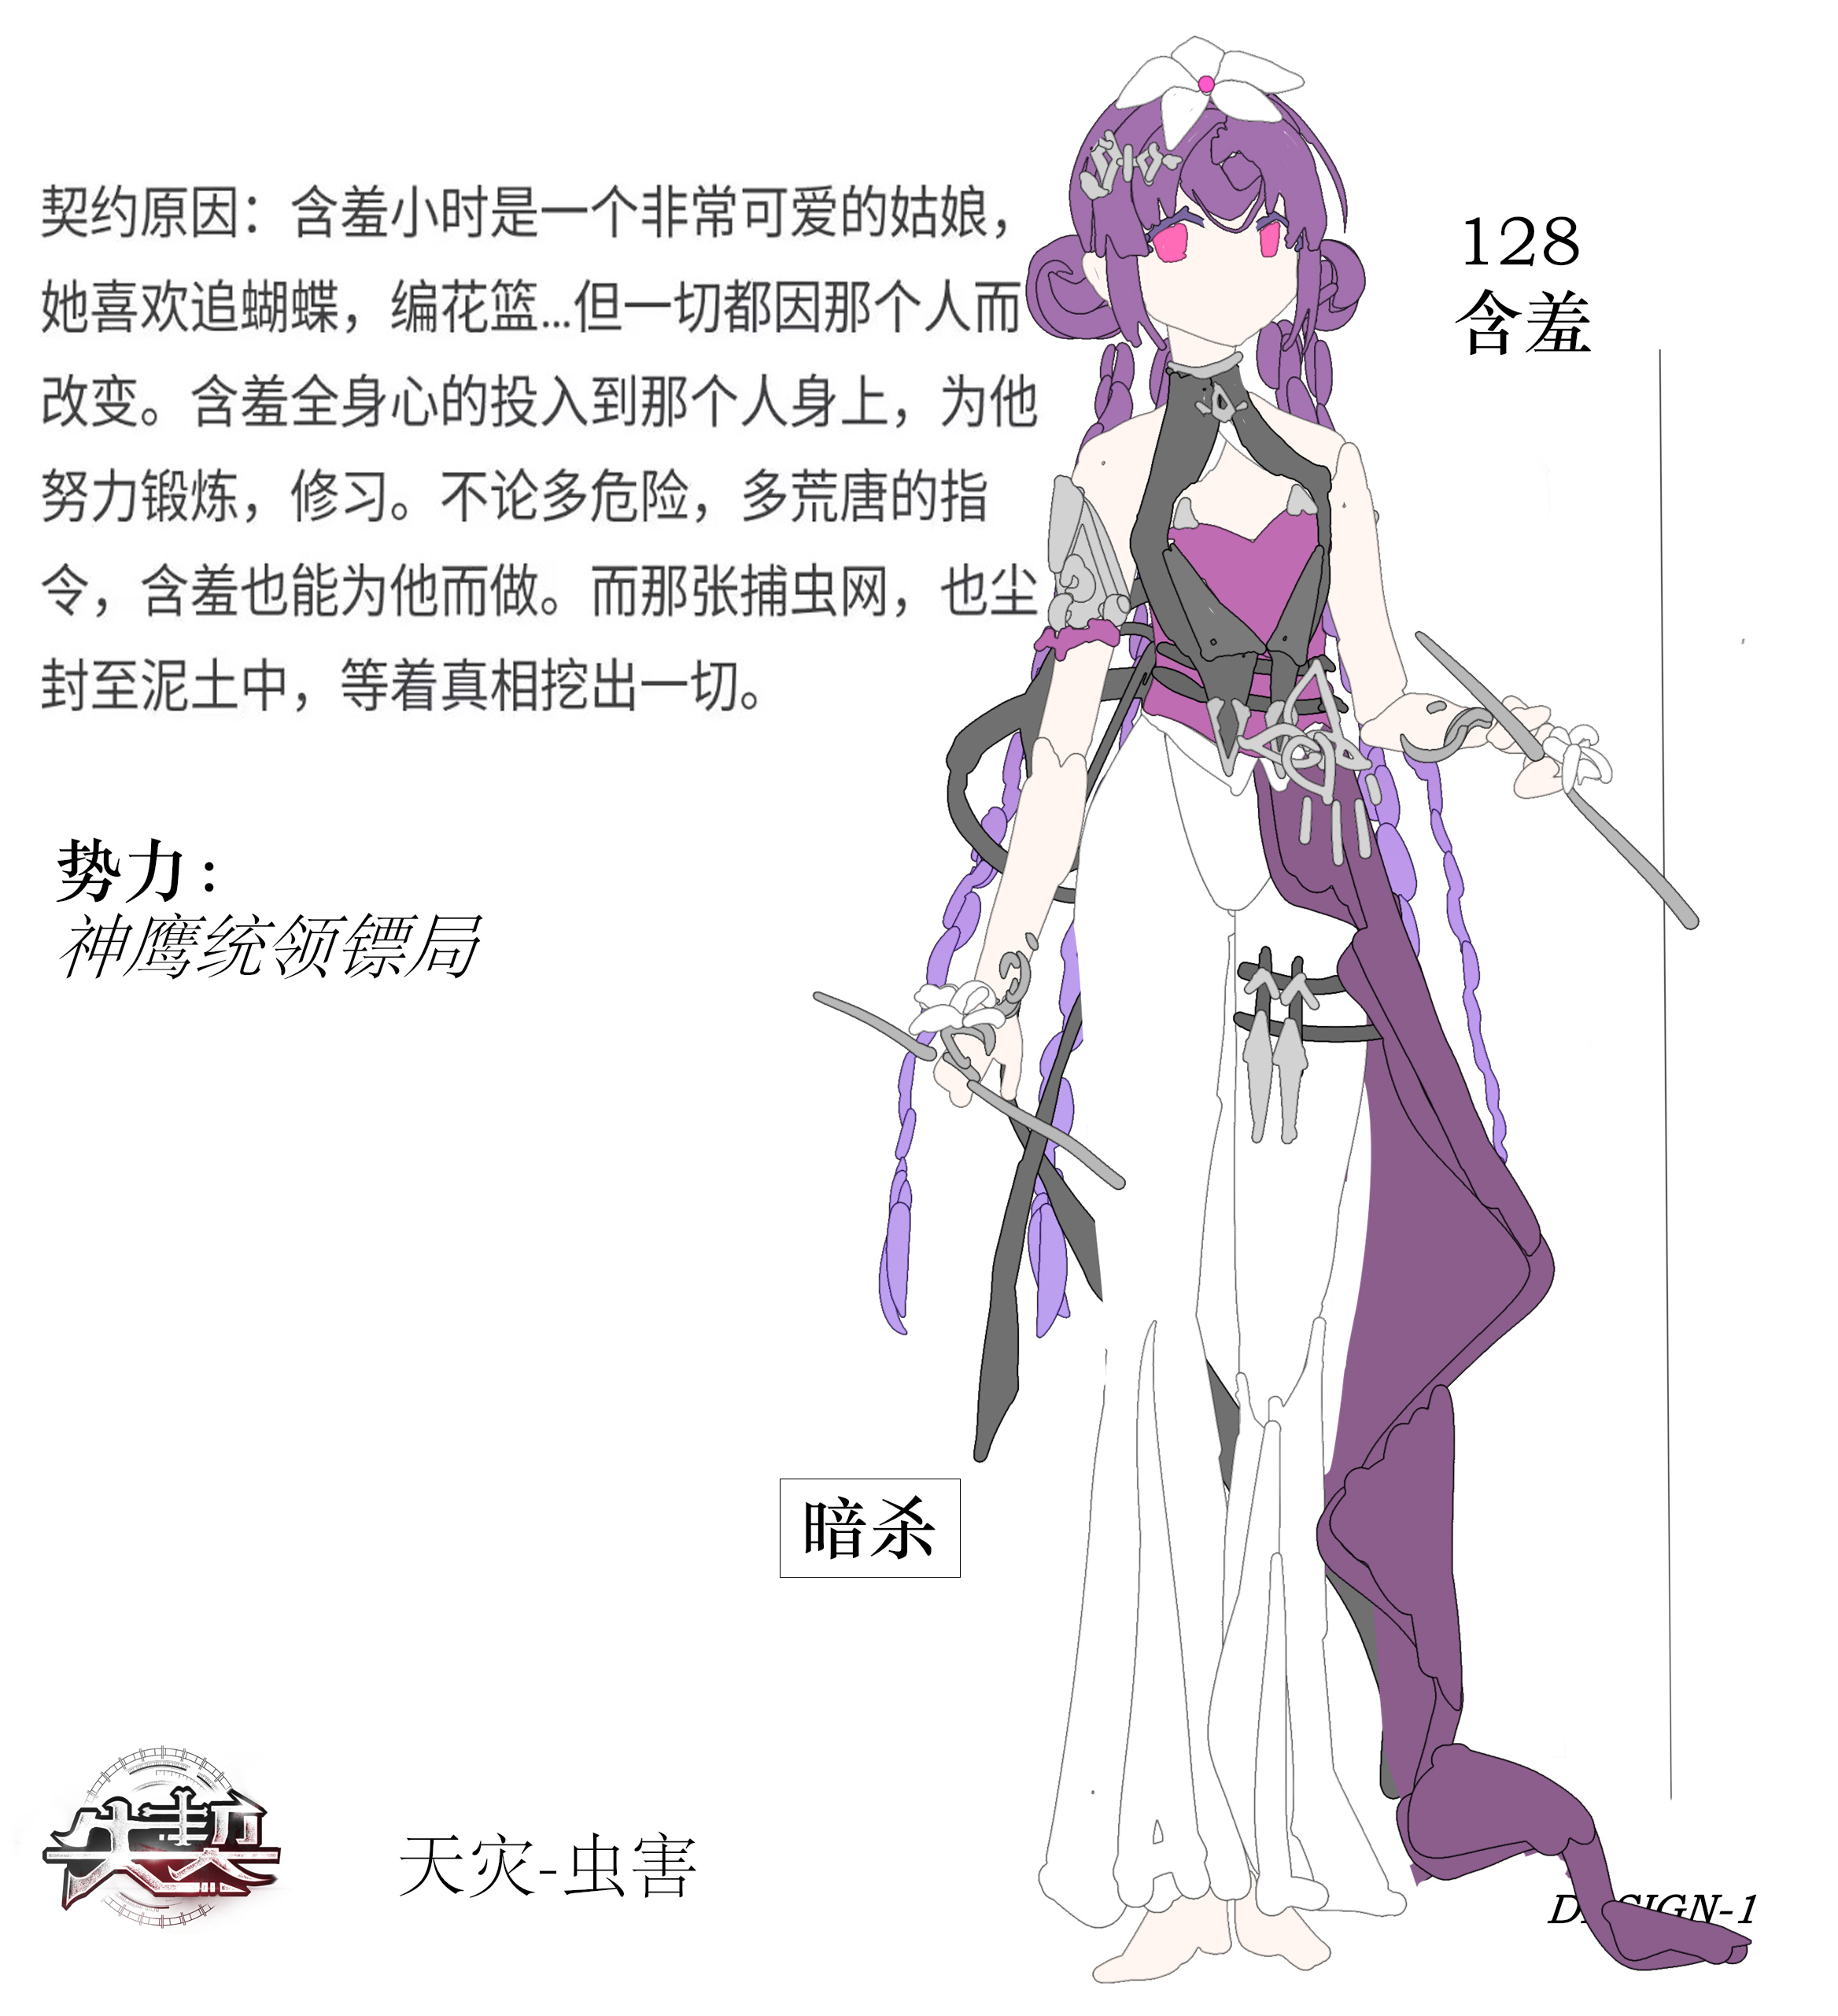 契约原因：含羞小时是一个非常可爱的姑娘，
她喜欢追蝴蝶，编花篮...但一切都因那个人而
改变。含羞全身心的投入到那个人身上，为他
努力锻炼，修习。不论多危险，多荒唐的指
令，含羞也能为他而做。而那张捕虫网，也尘
封至泥土中，等着真相挖出一切。
128
含羞
势力：
神鹰统领镖局
暗杀
失契
天灾-虫害
DESIGN-1